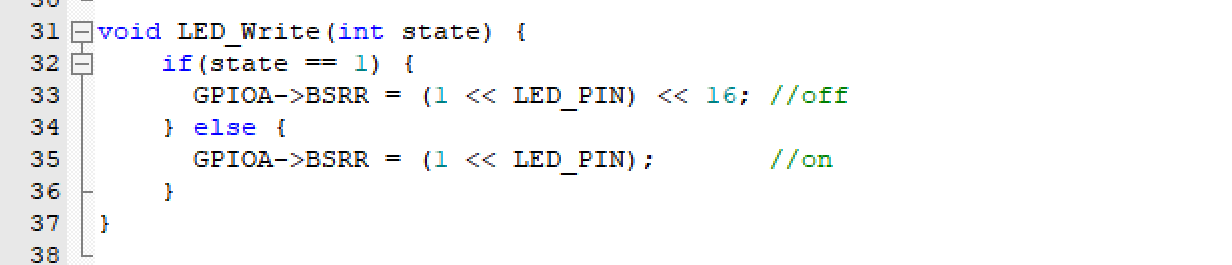 31 void LED_Write(int state) {
32     if(state == 1) {
33       GPIOA->BSRR = (1 << LED_PIN) << 16; //off
34     } else {
35       GPIOA->BSRR = (1 << LED_PIN);       //on
36     }
37 }
38